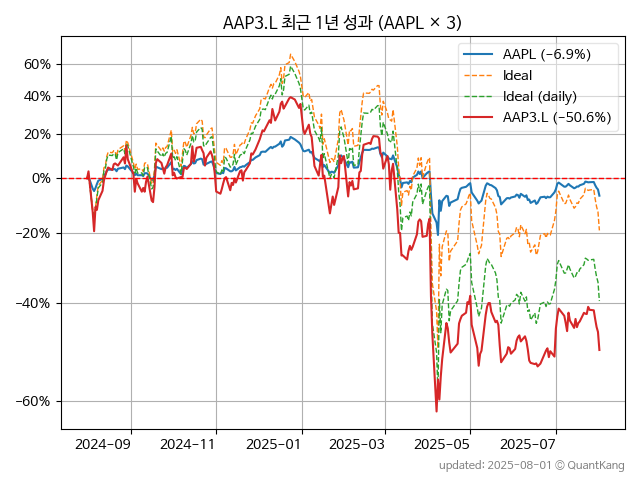 AAP3.L 최근 1년 성과 (AAPL × 3)
AAPL (−6.9%)
Ideal
Ideal (daily)
AAP3.L (−50.6%)
60%
40%
20%
0%
−20%
−40%
−60%
2024-09
2024-11
2025-01
2025-03
2025-05
2025-07
updated: 2025-08-01 © QuantKang